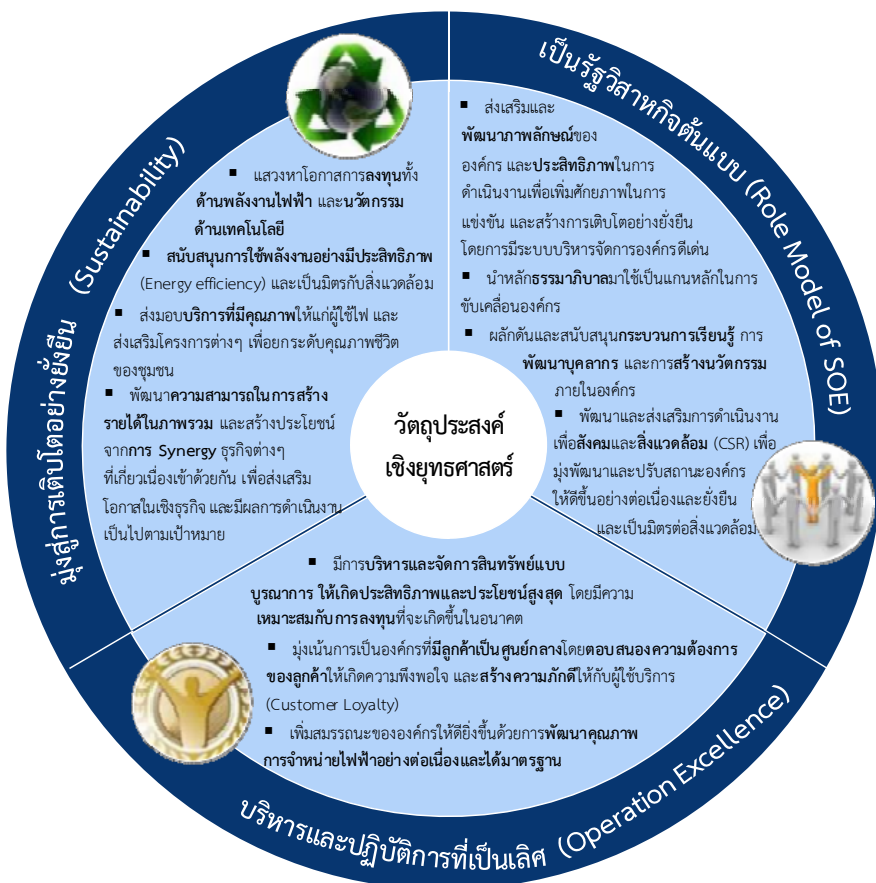 มุ่งสู่การเติบโตอย่างยั่งยืน (Sustainability)
▪ แสวงหาโอกาสการลงทุนทั้ง
ด้านพลังงานไฟฟ้า และนวัตกรรม
ด้านเทคโนโลยี
▪ สนับสนุนการใช้พลังงานอย่างมีประสิทธิภาพ
(Energy efficiency) และเป็นมิตรกับสิ่งแวดล้อม
▪ ส่งมอบบริการที่มีคุณภาพให้แก่ผู้ใช้ไฟ และ
ส่งเสริมโครงการต่างๆ เพื่อยกระดับคุณภาพชีวิต
ของชุมชน
▪ พัฒนาความสามารถในการสร้าง
รายได้ในภาพรวม และสร้างประโยชน์
จากการ Synergy ธุรกิจต่างๆ
ที่เกี่ยวเนื่องเข้าด้วยกัน เพื่อส่งเสริม
โอกาสในเชิงธุรกิจ และมีผลการดำเนินงาน
เป็นไปตามเป้าหมาย
เป็นรัฐวิสาหกิจต้นแบบ (Role Model of SOE)
▪ ส่งเสริมและ
พัฒนาภาพลักษณ์ของ
องค์กร และประสิทธิภาพในการ
ดำเนินงานเพื่อเพิ่มศักยภาพในการ
แข่งขัน และสร้างการเติบโตอย่างยั่งยืน
โดยการมีระบบบริหารจัดการองค์กรดีเด่น
▪ นำหลักธรรมาภิบาลมาใช้เป็นแกนหลักในการ
ขับเคลื่อนองค์กร
▪ ผลักดันและสนับสนุนกระบวนการเรียนรู้ การ
พัฒนาบุคลากร และการสร้างนวัตกรรม
ภายในองค์กร
▪ พัฒนาและส่งเสริมการดำเนินงาน
เพื่อสังคมและสิ่งแวดล้อม (CSR) เพื่อ
มุ่งพัฒนาและปรับสถานะองค์กร
ให้ดีขึ้นอย่างต่อเนื่องและยั่งยืน
และเป็นมิตรต่อสิ่งแวดล้อม
วัตถุประสงค์
เชิงยุทธศาสตร์
▪ มีการบริหารและจัดการสินทรัพย์แบบ
บูรณาการ ให้เกิดประสิทธิภาพและประโยชน์สูงสุด โดยมีความ
เหมาะสมกับการลงทุนที่จะเกิดขึ้นในอนาคต
▪ มุ่งเน้นการเป็นองค์กรที่มีลูกค้าเป็นศูนย์กลางโดยตอบสนองความต้องการ
ของลูกค้าให้เกิดความพึงพอใจ และสร้างความภักดีให้กับผู้ใช้บริการ
(Customer Loyalty)
▪ เพิ่มสมรรถนะขององค์กรให้ดียิ่งขึ้นด้วยการพัฒนาคุณภาพ
การจำหน่ายไฟฟ้าอย่างต่อเนื่องและได้มาตรฐาน
บริหารและปฏิบัติการที่เป็นเลิศ (Operation Excellence)